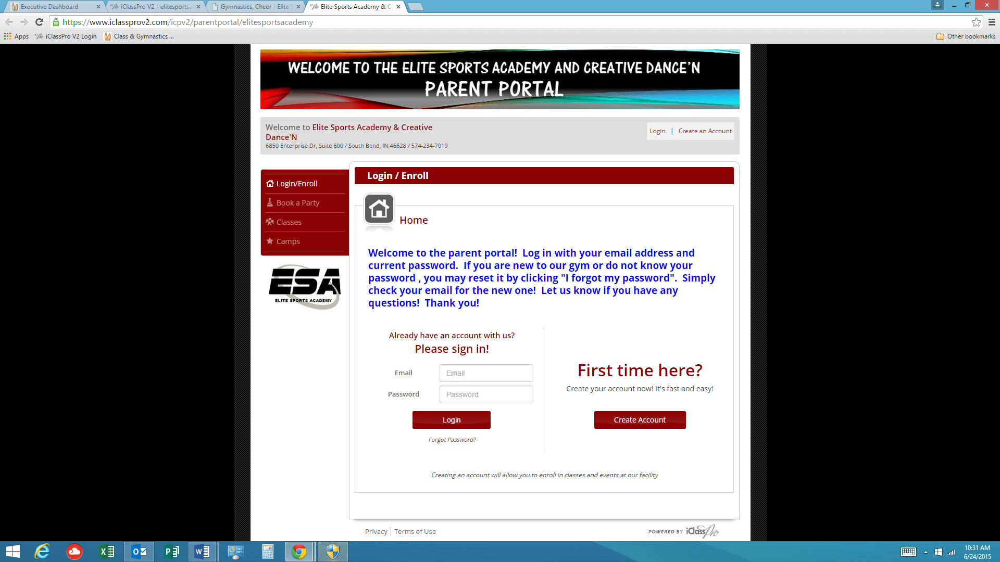 Executive Dashboard
iClassPro V2 - elitesportsa
Gymnastics, Cheer - Elite S
Elite Sports Academy & C
https://www.iclassprov2.com/icpv2/parentportal/elitesportsacademy
Apps
iClassPro V2 Login
Class & Gymnastics ...
Other bookmarks
WELCOME TO THE ELITE SPORTS ACADEMY AND CREATIVE DANCE'N
PARENT PORTAL
Welcome to Elite Sports Academy & Creative
Dance'N
6850 Enterprise Dr, Suite 600 / South Bend, IN 46628 / 574-234-7019
Login | Create an Account
Login/Enroll
Book a Party
Classes
Camps
ESA
ELITE SPORTS ACADEMY
Login / Enroll
Home
Welcome to the parent portal!  Log in with your email address and
current password.  If you are new to our gym or do not know your
password , you may reset it by clicking "I forgot my password".  Simply
check your email for the new one!  Let us know if you have any
questions!  Thank you!
Already have an account with us?
Please sign in!
Email
Email
Password
Password
Login
Forgot Password?
First time here?
Create your account now! It's fast and easy!
Create Account
Creating an account will allow you to enroll in classes and events at our facility
Privacy | Terms of Use
POWERED BY iClassPro
10:31 AM
6/24/2015